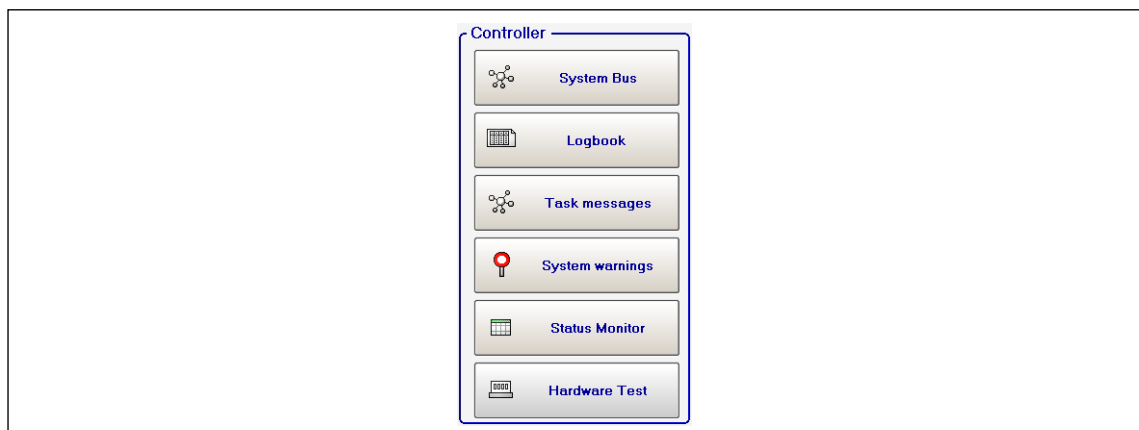 Controller
System Bus
Logbook
Task messages
System warnings
Status Monitor
Hardware Test